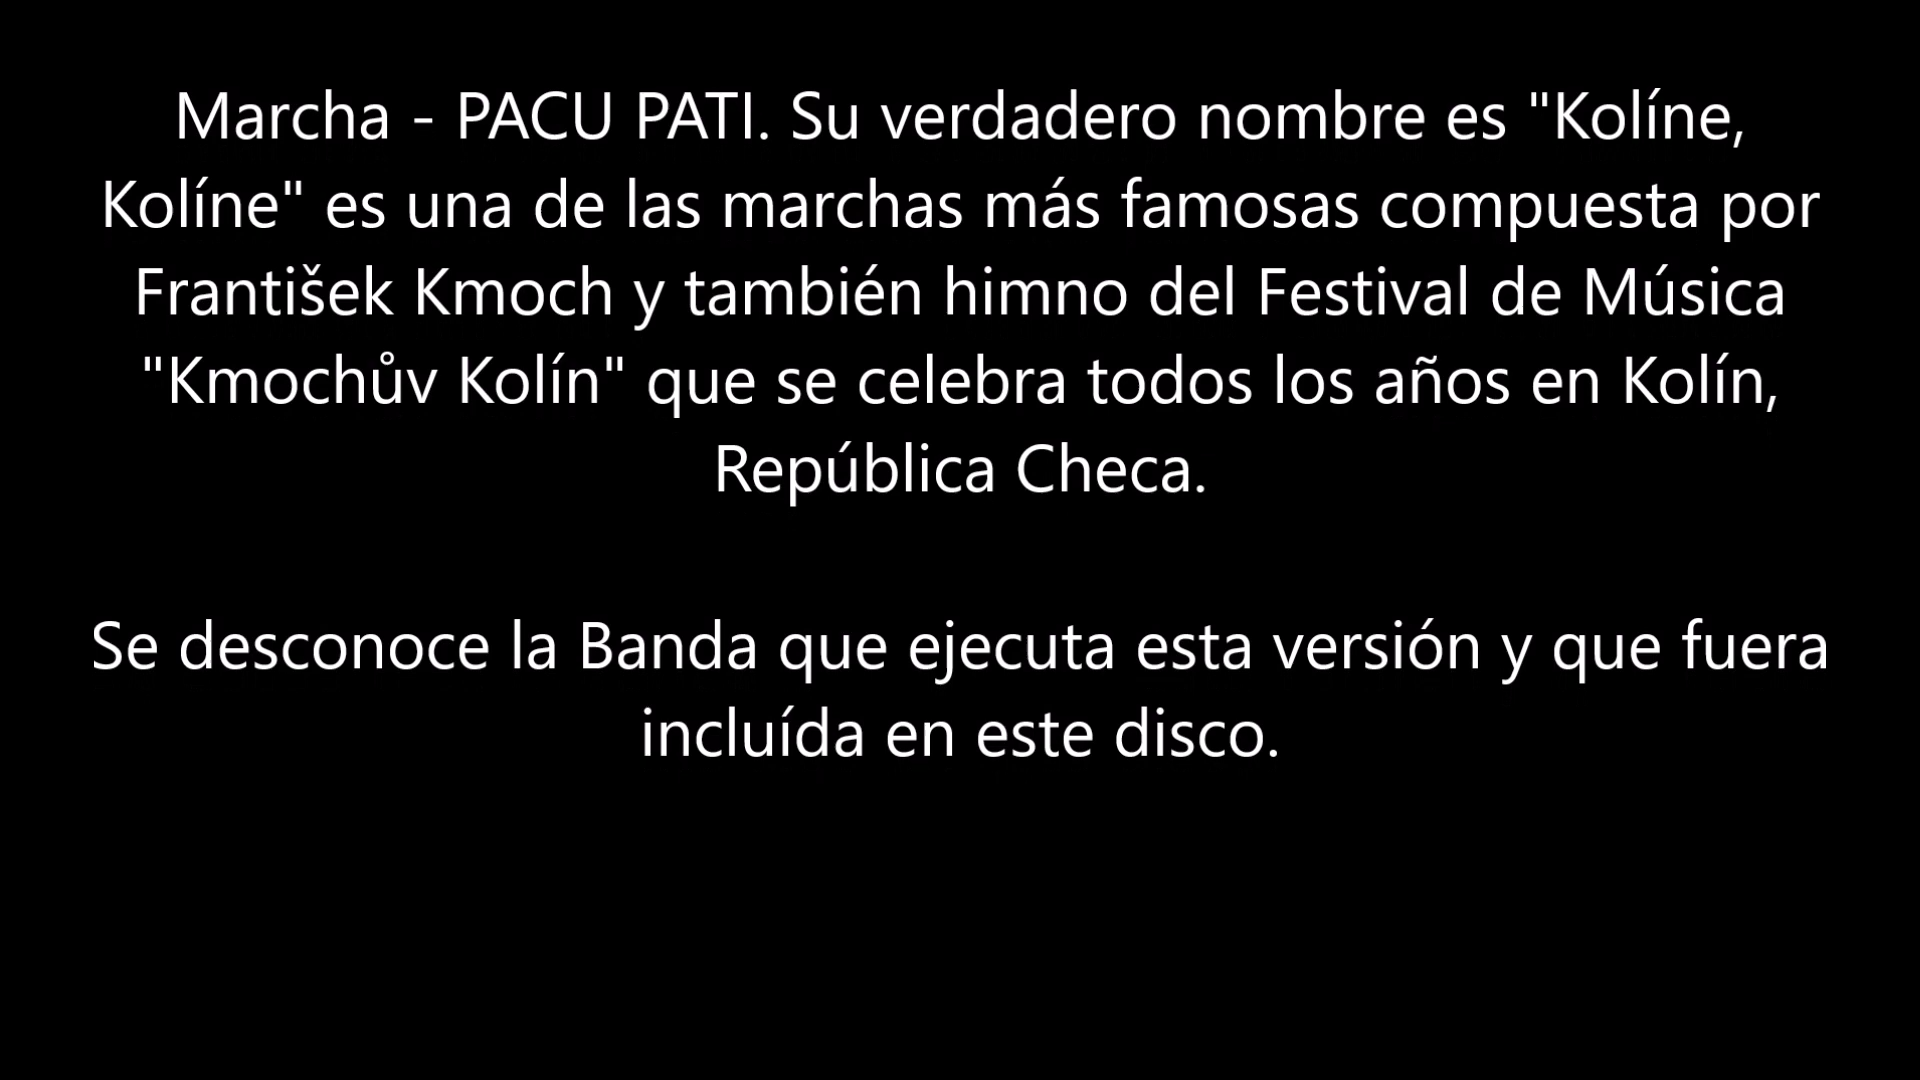 Marcha - PACU PATI. Su verdadero nombre es "Kolíne,
Kolíne" es una de las marchas más famosas compuesta por
František Kmoch y también himno del Festival de Música
"Kmochův Kolín" que se celebra todos los años en Kolín,
República Checa.
Se desconoce la Banda que ejecuta esta versión y que fuera
incluída en este disco.